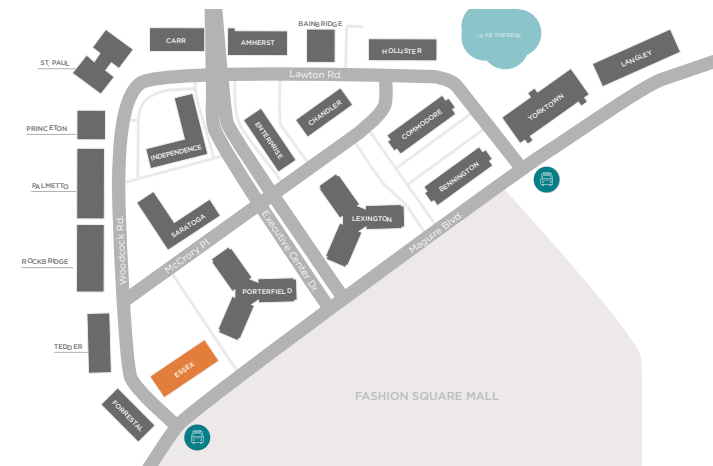 BAINBRIDGE
CARR
AMHERST
HOLLISTER
LAKE THERESA
LANGLEY
ST. PAUL
Lawton Rd.
YORKTOWN
CHANDLER
COMMODORE
PRINCETON
ENTERPRISE
INDEPENDENCE
BENNINGTON
PALMETTO
SARATOGA
LEXINGTON
Maguire Blvd.
Woodcock Rd.
McCrory Pl.
Executive Center Dr.
ROCKBRIDGE
PORTERFIELD
TEDDER
ESSEX
FASHION SQUARE MALL
FORRESTAL